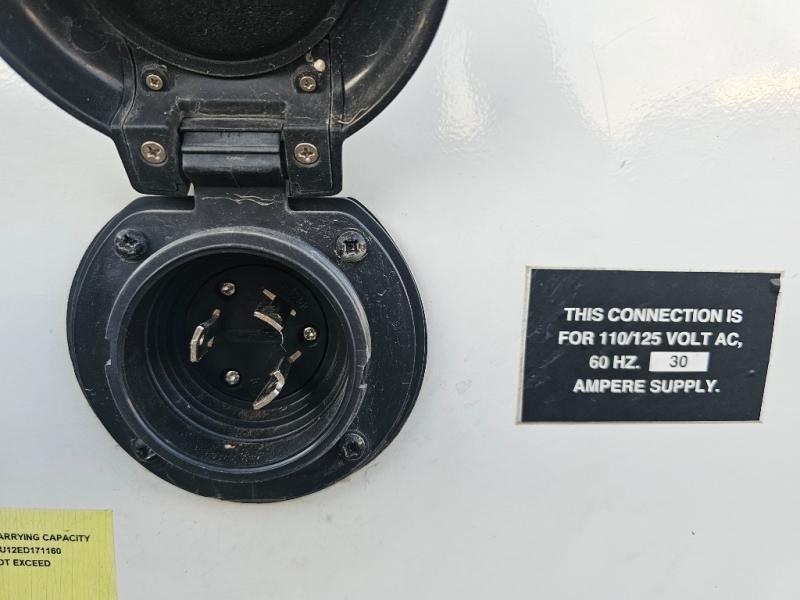 THIS CONNECTION IS
FOR 110/125 VOLT AC,
60 HZ. 30
AMPERE SUPPLY.
ARRYING CAPACITY
U12ED171160
OT EXCEED